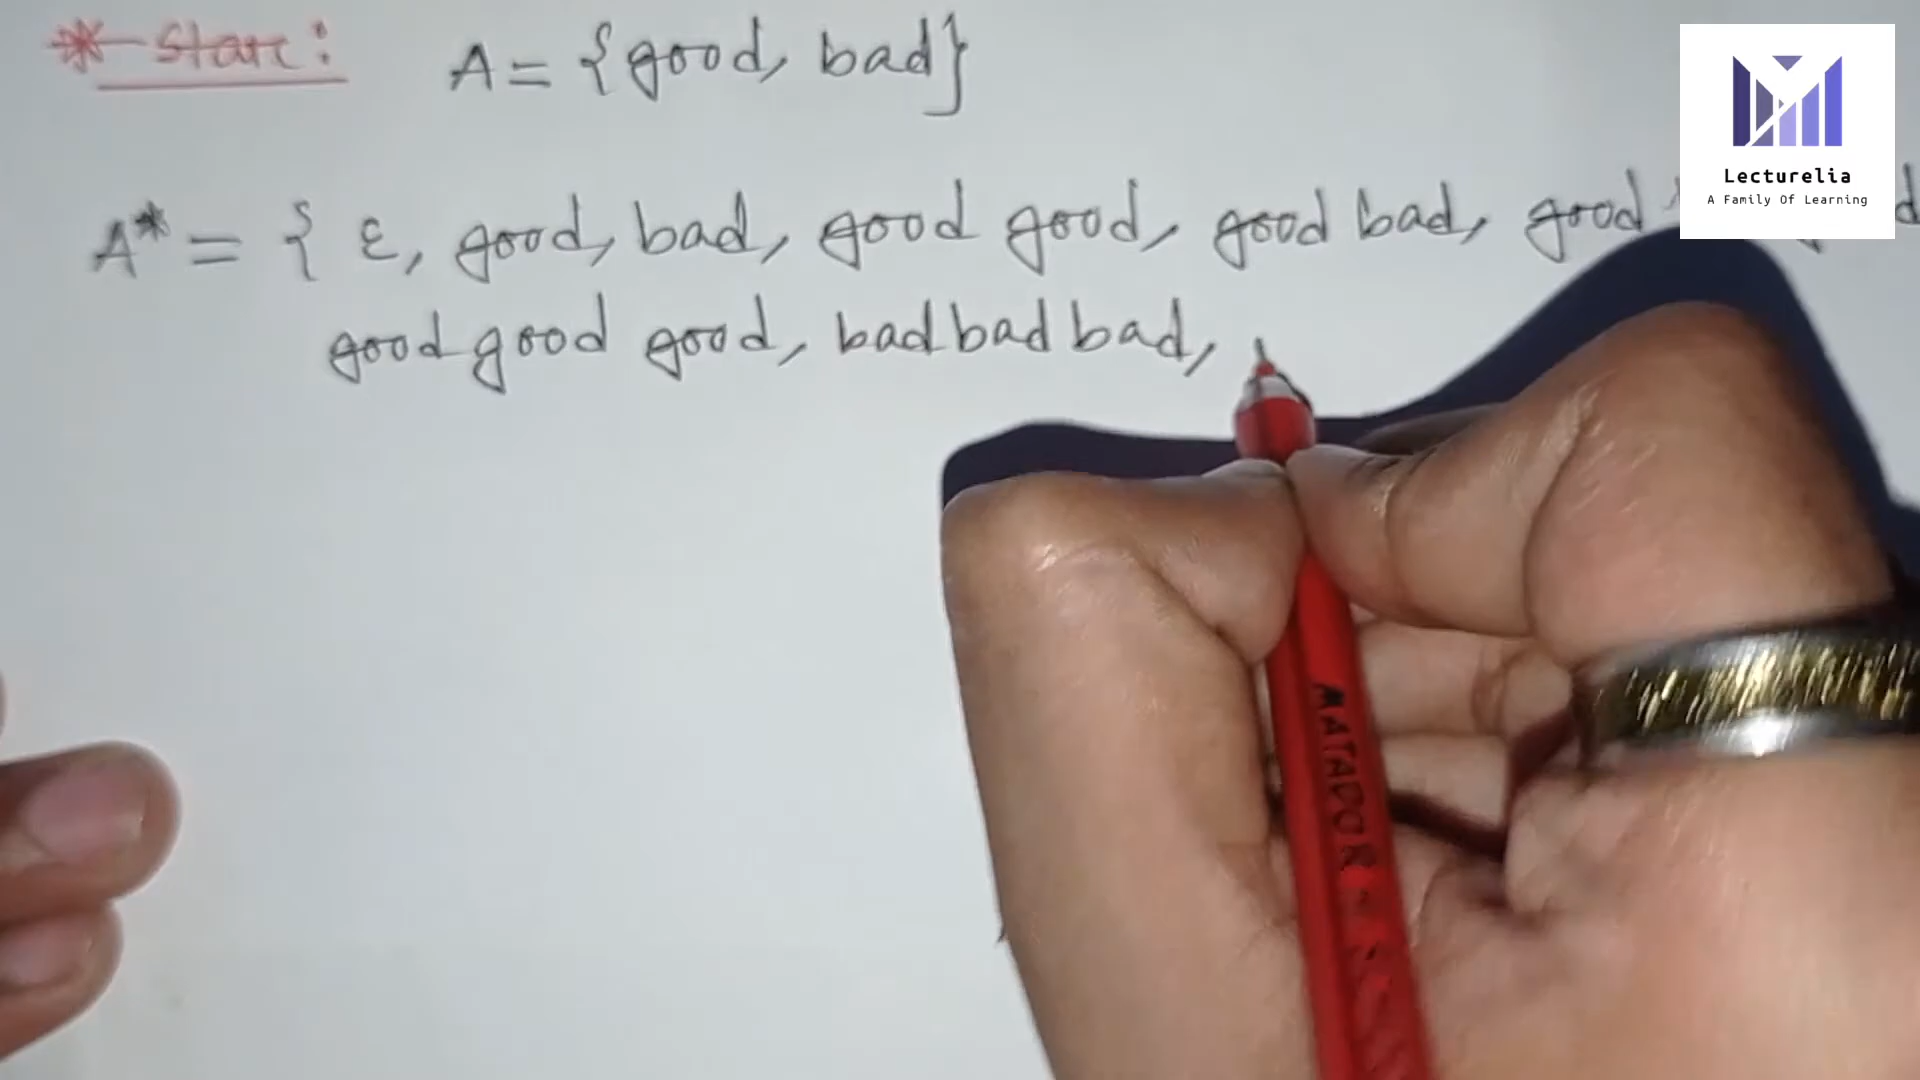 * Star: A = {good, bad}
Lecturelia
A Family Of Learning
A* = { ε, good, bad, good good, good bad, good
good good good, bad bad bad,
MATADOR